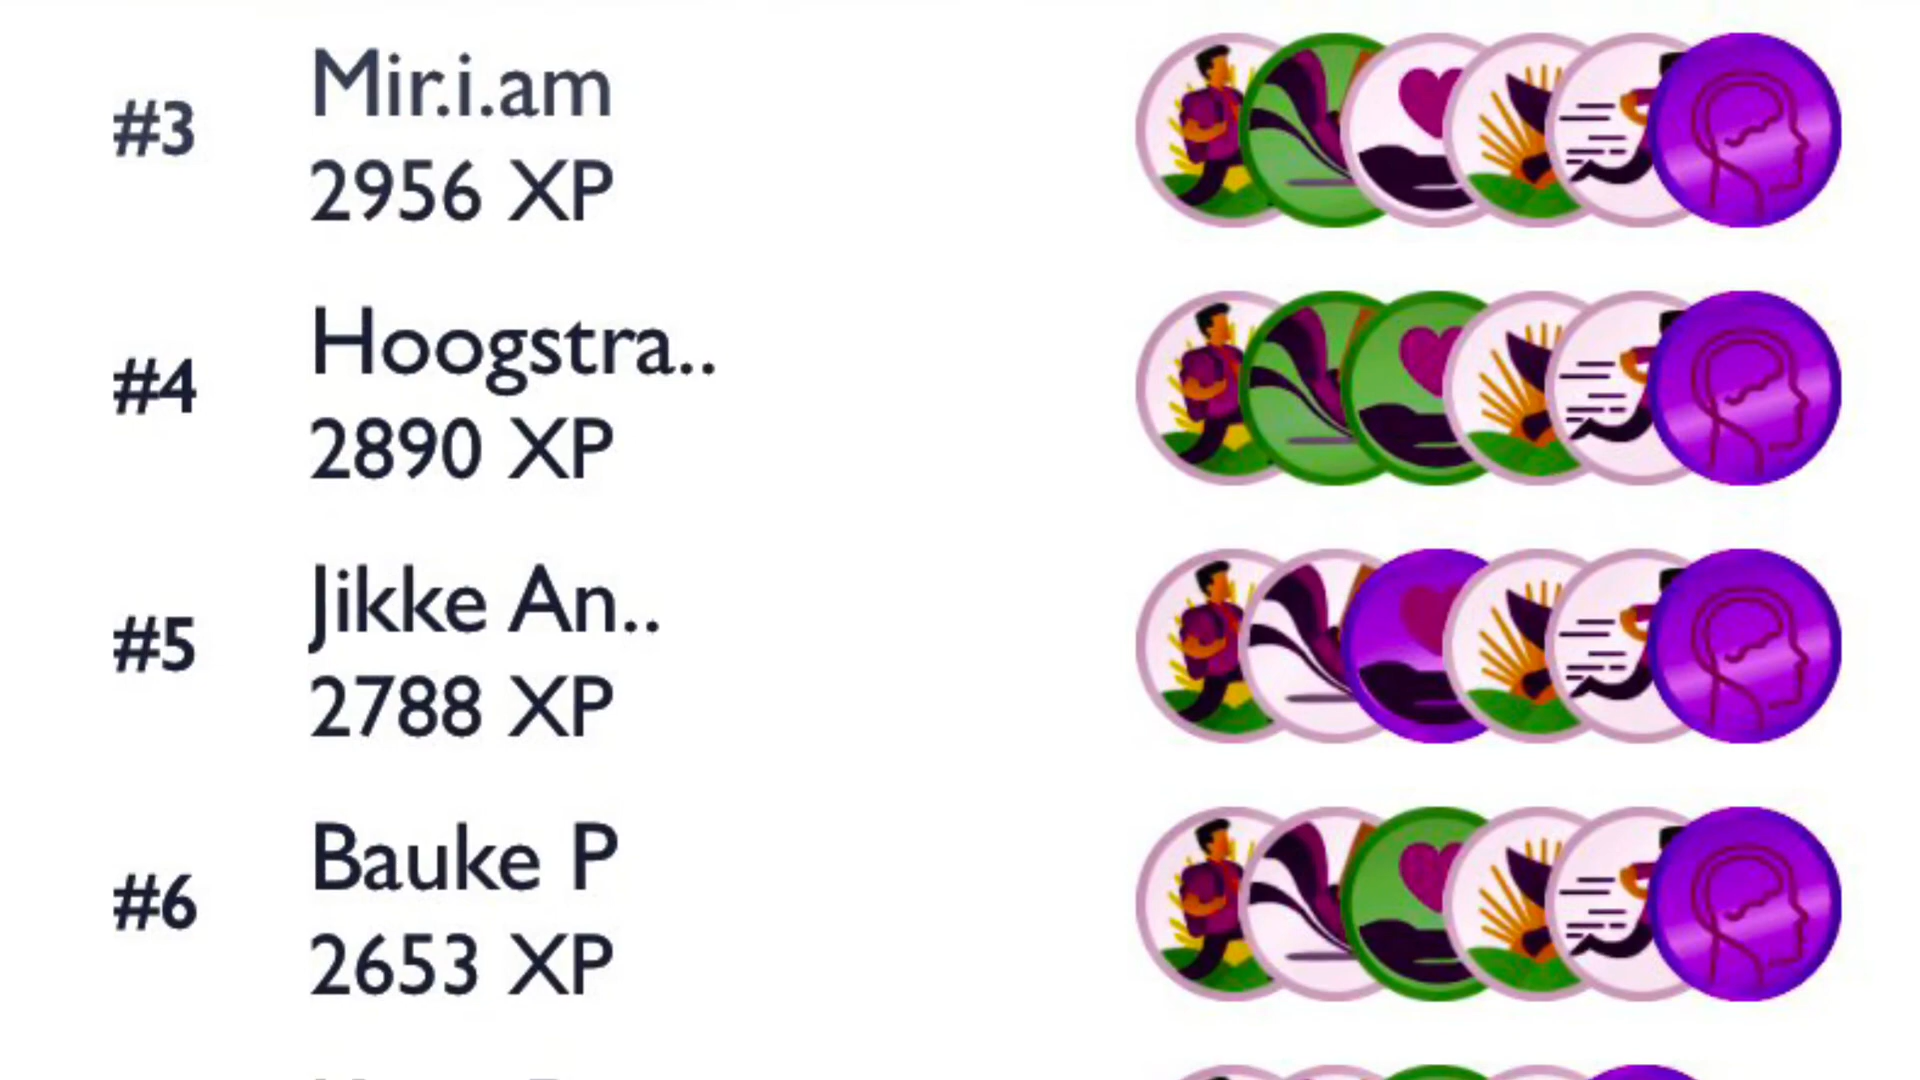 #3
Mir.i.am
2956 XP
#4
Hoogstra..
2890 XP
#5
Jikke An..
2788 XP
#6
Bauke P
2653 XP